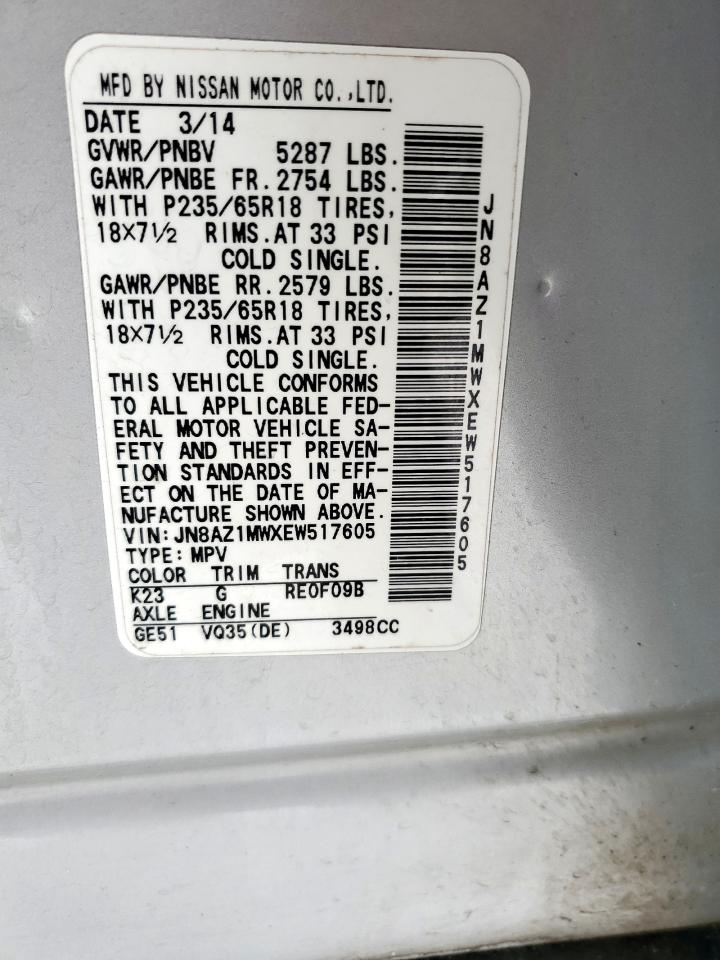 MFD BY NISSAN MOTOR CO.,LTD.
DATE 3/14
GVWR/PNBV 5287 LBS.
GAWR/PNBE FR.2754 LBS.
WITH P235/65R18 TIRES,
18X7½ RIMS.AT 33 PSI
COLD SINGLE.
GAWR/PNBE RR.2579 LBS.
WITH P235/65R18 TIRES,
18X7½ RIMS.AT 33 PSI
COLD SINGLE.
THIS VEHICLE CONFORMS
TO ALL APPLICABLE FED-
ERAL MOTOR VEHICLE SA-
FETY AND THEFT PREVEN-
TION STANDARDS IN EFF-
ECT ON THE DATE OF MA-
NUFACTURE SHOWN ABOVE.
VIN:JN8AZ1MWXEW517605
TYPE: MPV
COLOR TRIM TRANS
K23 G RE0F09B
AXLE ENGINE
GE51 VQ35(DE) 3498CC
JN8AZ1MWXEW517605